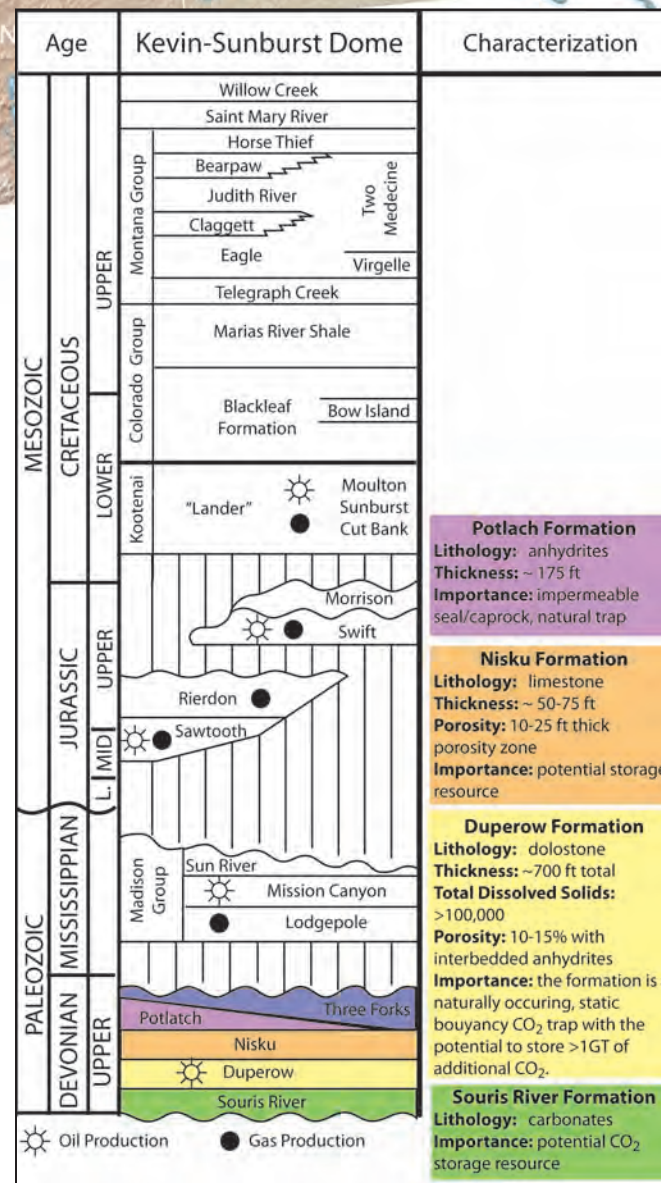 Age
Kevin-Sunburst Dome
Characterization
MESOZOIC
PALEOZOIC
CRETACEOUS
JURASSIC
MISSISSIPPIAN
DEVONIAN
UPPER
LOWER
UPPER
MID
L.
UPPER
Willow Creek
Saint Mary River
Montana Group
Horse Thief
Bearpaw
Judith River
Two
Medecine
Claggett
Eagle
Virgelle
Telegraph Creek
Colorado Group
Marias River Shale
Blackleaf
Formation
Bow Island
Kootenai
"Lander"
Moulton
Sunburst
Cut Bank
Morrison
Swift
Rierdon
Sawtooth
Madison
Group
Sun River
Mission Canyon
Lodgepole
Three Forks
Potlatch
Nisku
Duperow
Souris River
Oil Production
Gas Production
Potlach Formation
Lithology: anhydrites
Thickness: ~ 175 ft
Importance: impermeable
seal/caprock, natural trap
Nisku Formation
Lithology: limestone
Thickness: ~ 50-75 ft
Porosity: 10-25 ft thick
porosity zone
Importance: potential storage
resource
Duperow Formation
Lithology: dolostone
Thickness: ~700 ft total
Total Dissolved Solids:
>100,000
Porosity: 10-15% with
interbedded anhydrites
Importance: the formation is
naturally occuring, static
bouyancy CO₂ trap with the
potential to store >1GT of
additional CO₂.
Souris River Formation
Lithology: carbonates
Importance: potential CO₂
storage resource